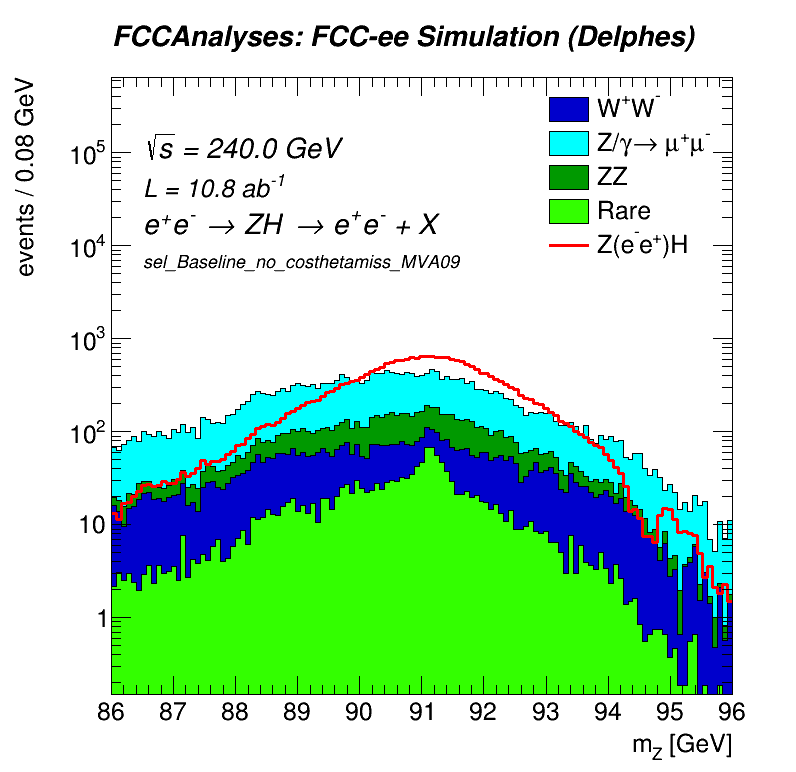 FCCAnalyses: FCC-ee Simulation (Delphes)
events / 0.08 GeV
√s = 240.0 GeV
L = 10.8 ab⁻¹
e⁺e⁻ → ZH → e⁺e⁻ + X
sel_Baseline_no_costhetamiss_MVA09
W⁺W⁻
Z/γ→ μ⁺μ⁻
ZZ
Rare
Z(e⁻e⁺)H
10⁵
10⁴
10³
10²
10
1
86 87 88 89 90 91 92 93 94 95 96
m_Z [GeV]